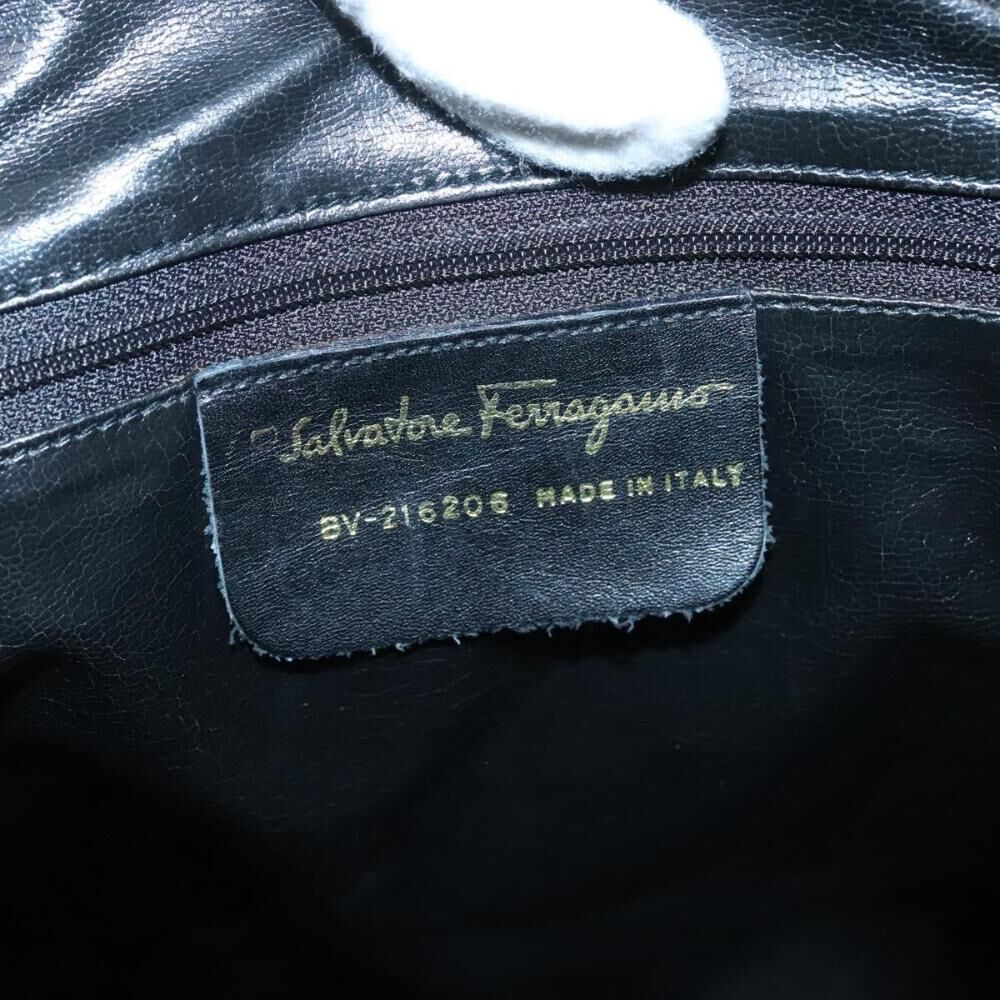 Salvatore Ferragamo
BV-216206 MADE IN ITALY